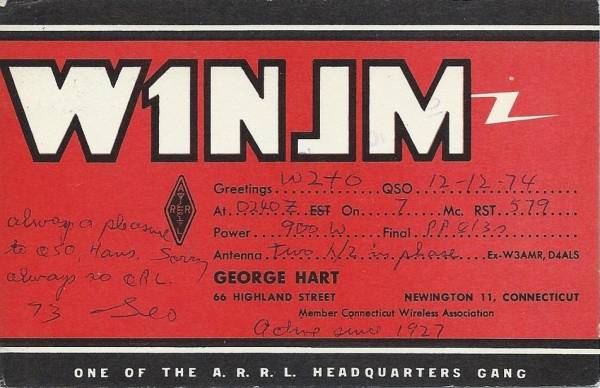 W1NJM
Greetings W2TO QSO 12-12-74
At 0240Z EST On 7 Mc. RST 579
Power 900 W Final PP 813s
Antenna two 1/2 in phase Ex-W3AMR, D4ALS
GEORGE HART
66 HIGHLAND STREET NEWINGTON 11, CONNECTICUT
Member Connecticut Wireless Association
Active since 1927
always a pleasure
to QSO, Hans. Sorry
always so QRL.
73 Geo
A
R R
L
ONE OF THE A. R. R. L. HEADQUARTERS GANG